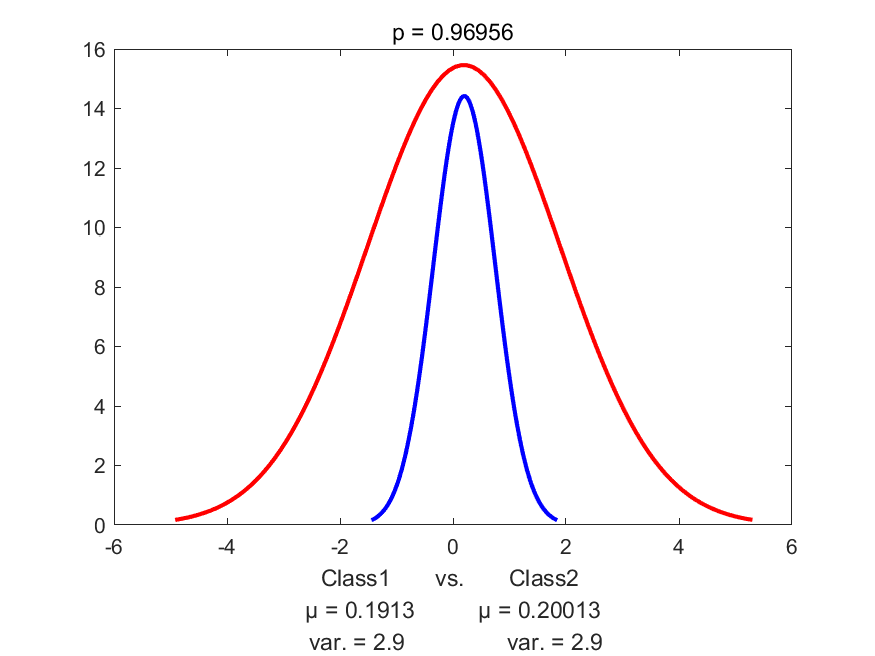 p = 0.96956
16
14
12
10
8
6
4
2
0
-6 -4 -2 0 2 4 6
Class1 vs. Class2
μ = 0.1913 μ = 0.20013
var. = 2.9 var. = 2.9